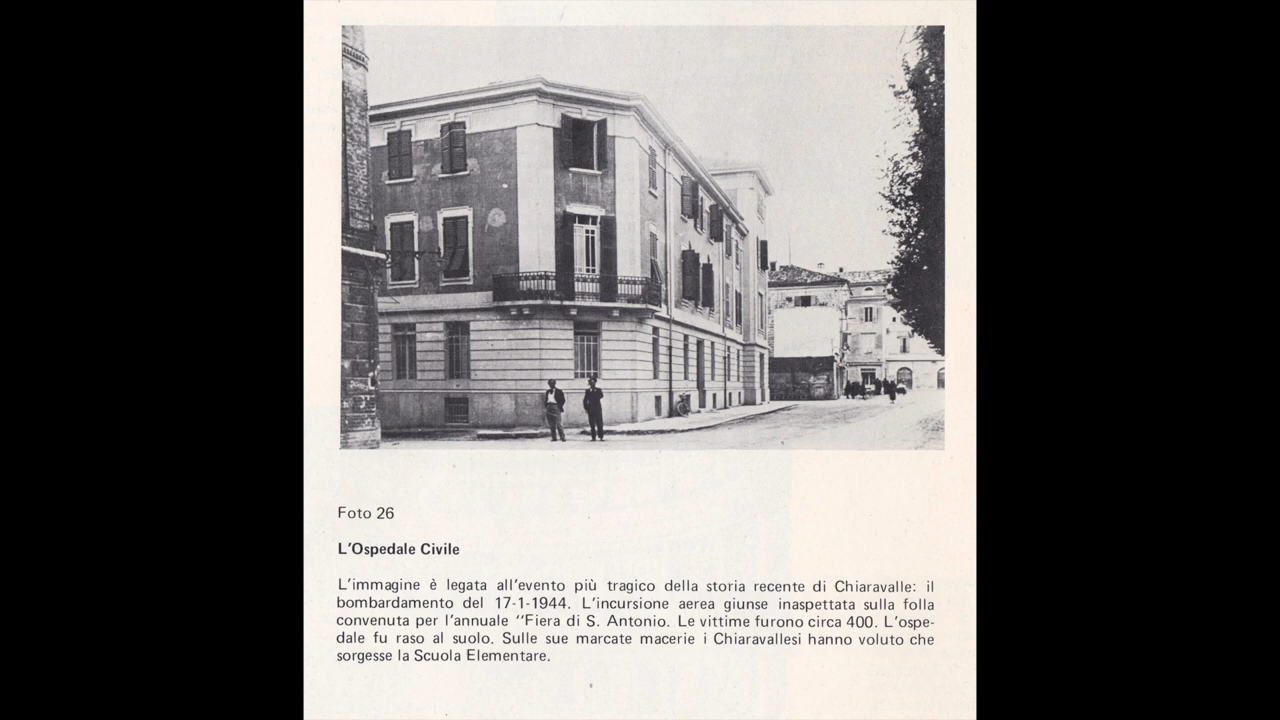 Foto 26
L'Ospedale Civile
L'immagine è legata all'evento più tragico della storia recente di Chiaravalle: il
bombardamento del 17-1-1944. L'incursione aerea giunse inaspettata sulla folla
convenuta per l'annuale "Fiera di S. Antonio. Le vittime furono circa 400. L'ospe-
dale fu raso al suolo. Sulle sue marcate macerie i Chiaravallesi hanno voluto che
sorgesse la Scuola Elementare.